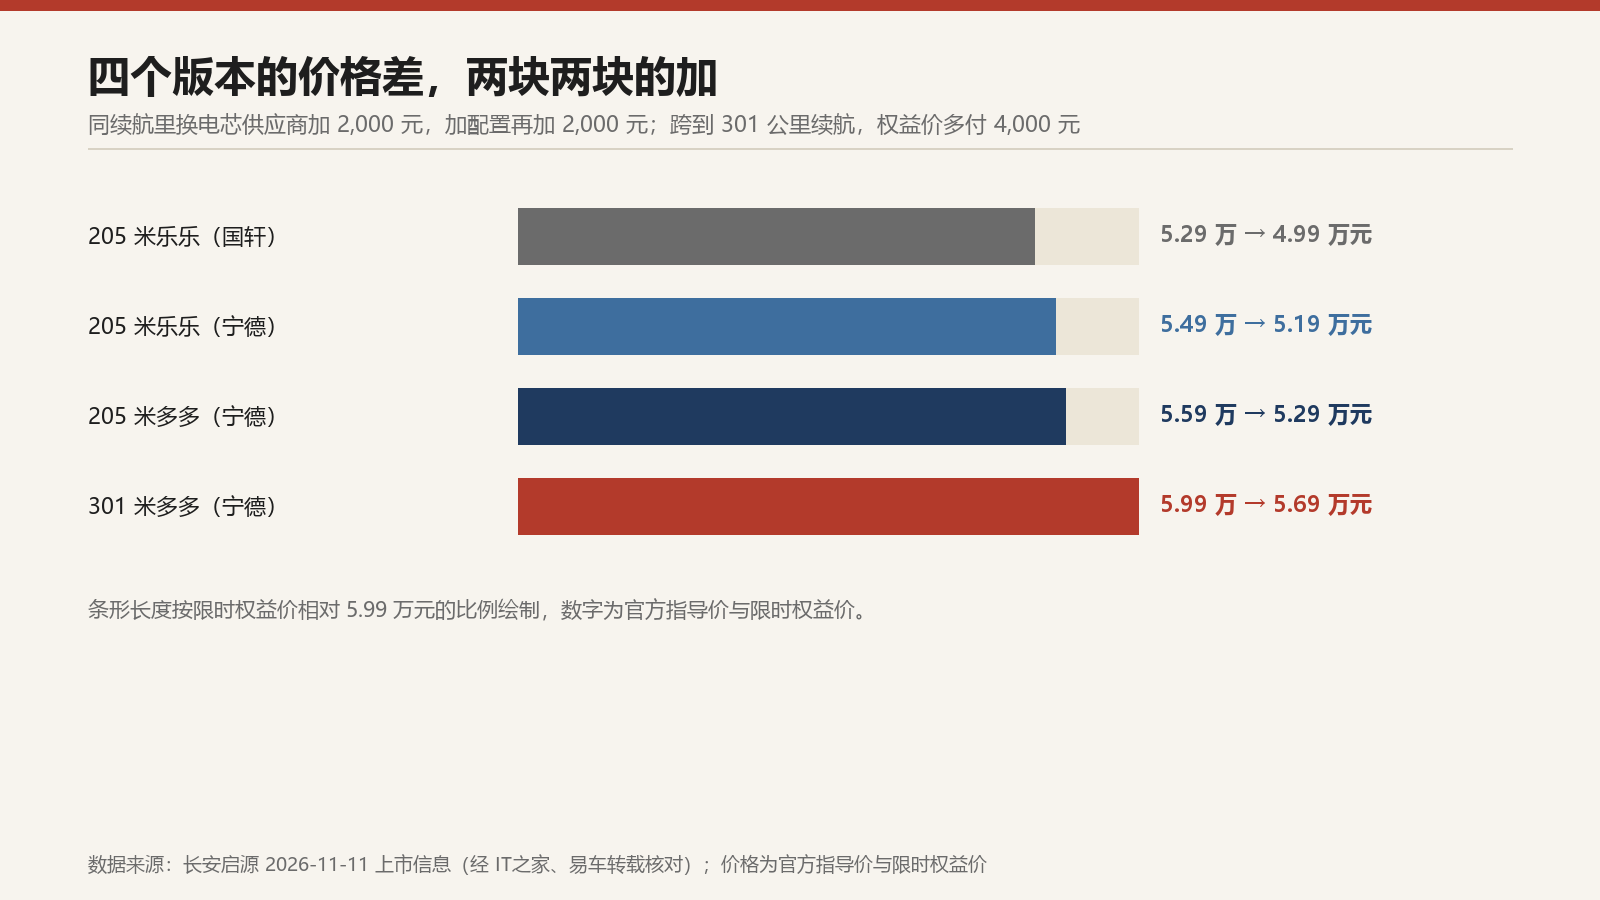 四个版本的价格差，两块两块的加
同续航里换电芯供应商加 2,000 元，加配置再加 2,000 元；跨到 301 公里续航，权益价多付 4,000 元
205 米乐乐（国轩） 5.29 万 → 4.99 万元
205 米乐乐（宁德） 5.49 万 → 5.19 万元
205 米多多（宁德） 5.59 万 → 5.29 万元
301 米多多（宁德） 5.99 万 → 5.69 万元
条形长度按限时权益价相对 5.99 万元的比例绘制，数字为官方指导价与限时权益价。
数据来源：长安启源 2026-11-11 上市信息（经 IT之家、易车转载核对）；价格为官方指导价与限时权益价